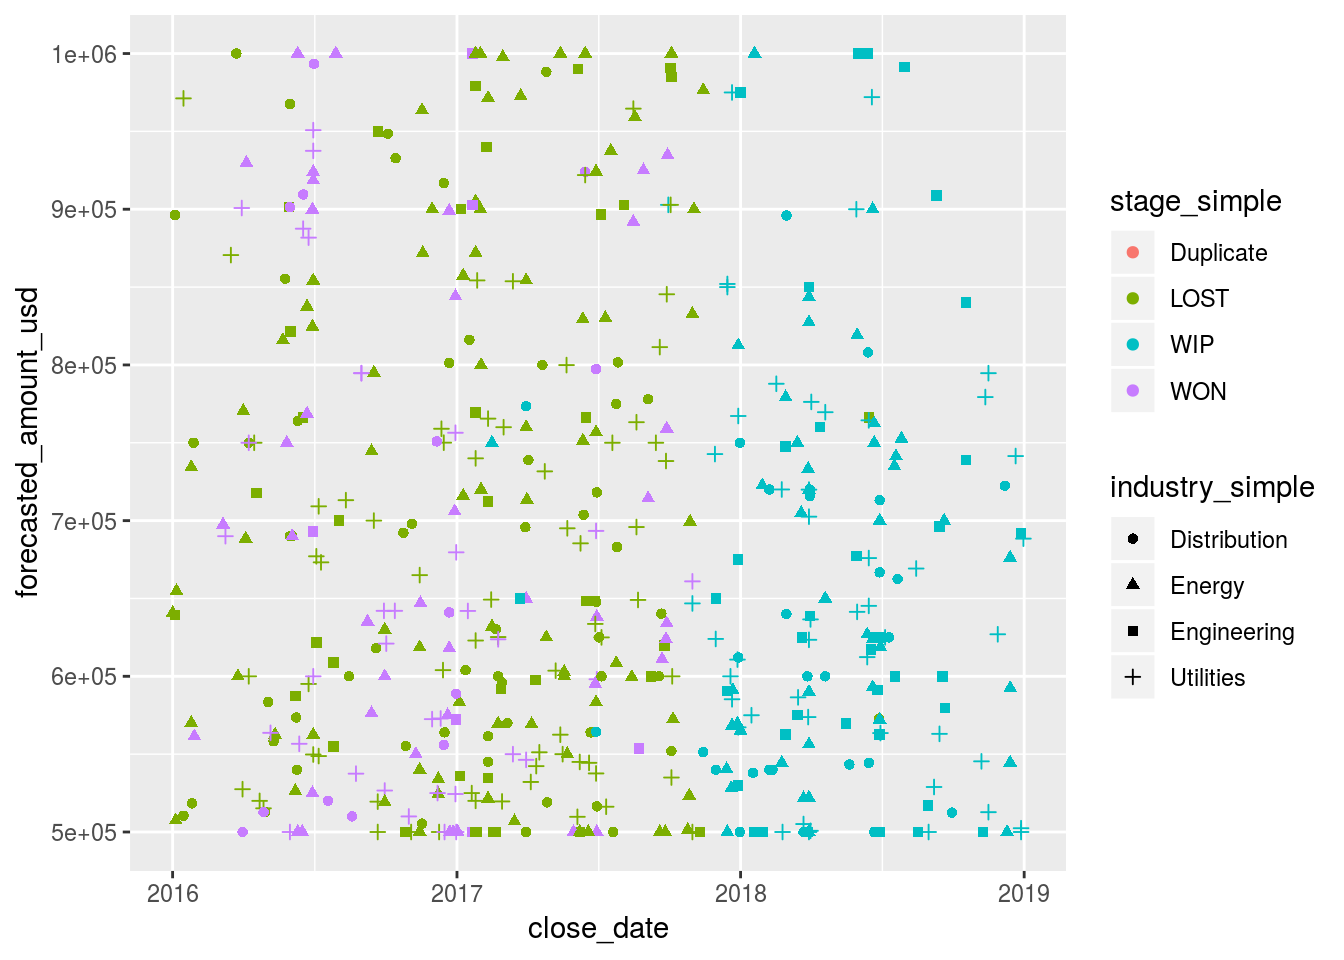 1e+06
9e+05
8e+05
7e+05
6e+05
5e+05
forecasted_amount_usd
2016
2017
2018
2019
close_date
stage_simple
Duplicate
LOST
WIP
WON
industry_simple
Distribution
Energy
Engineering
Utilities